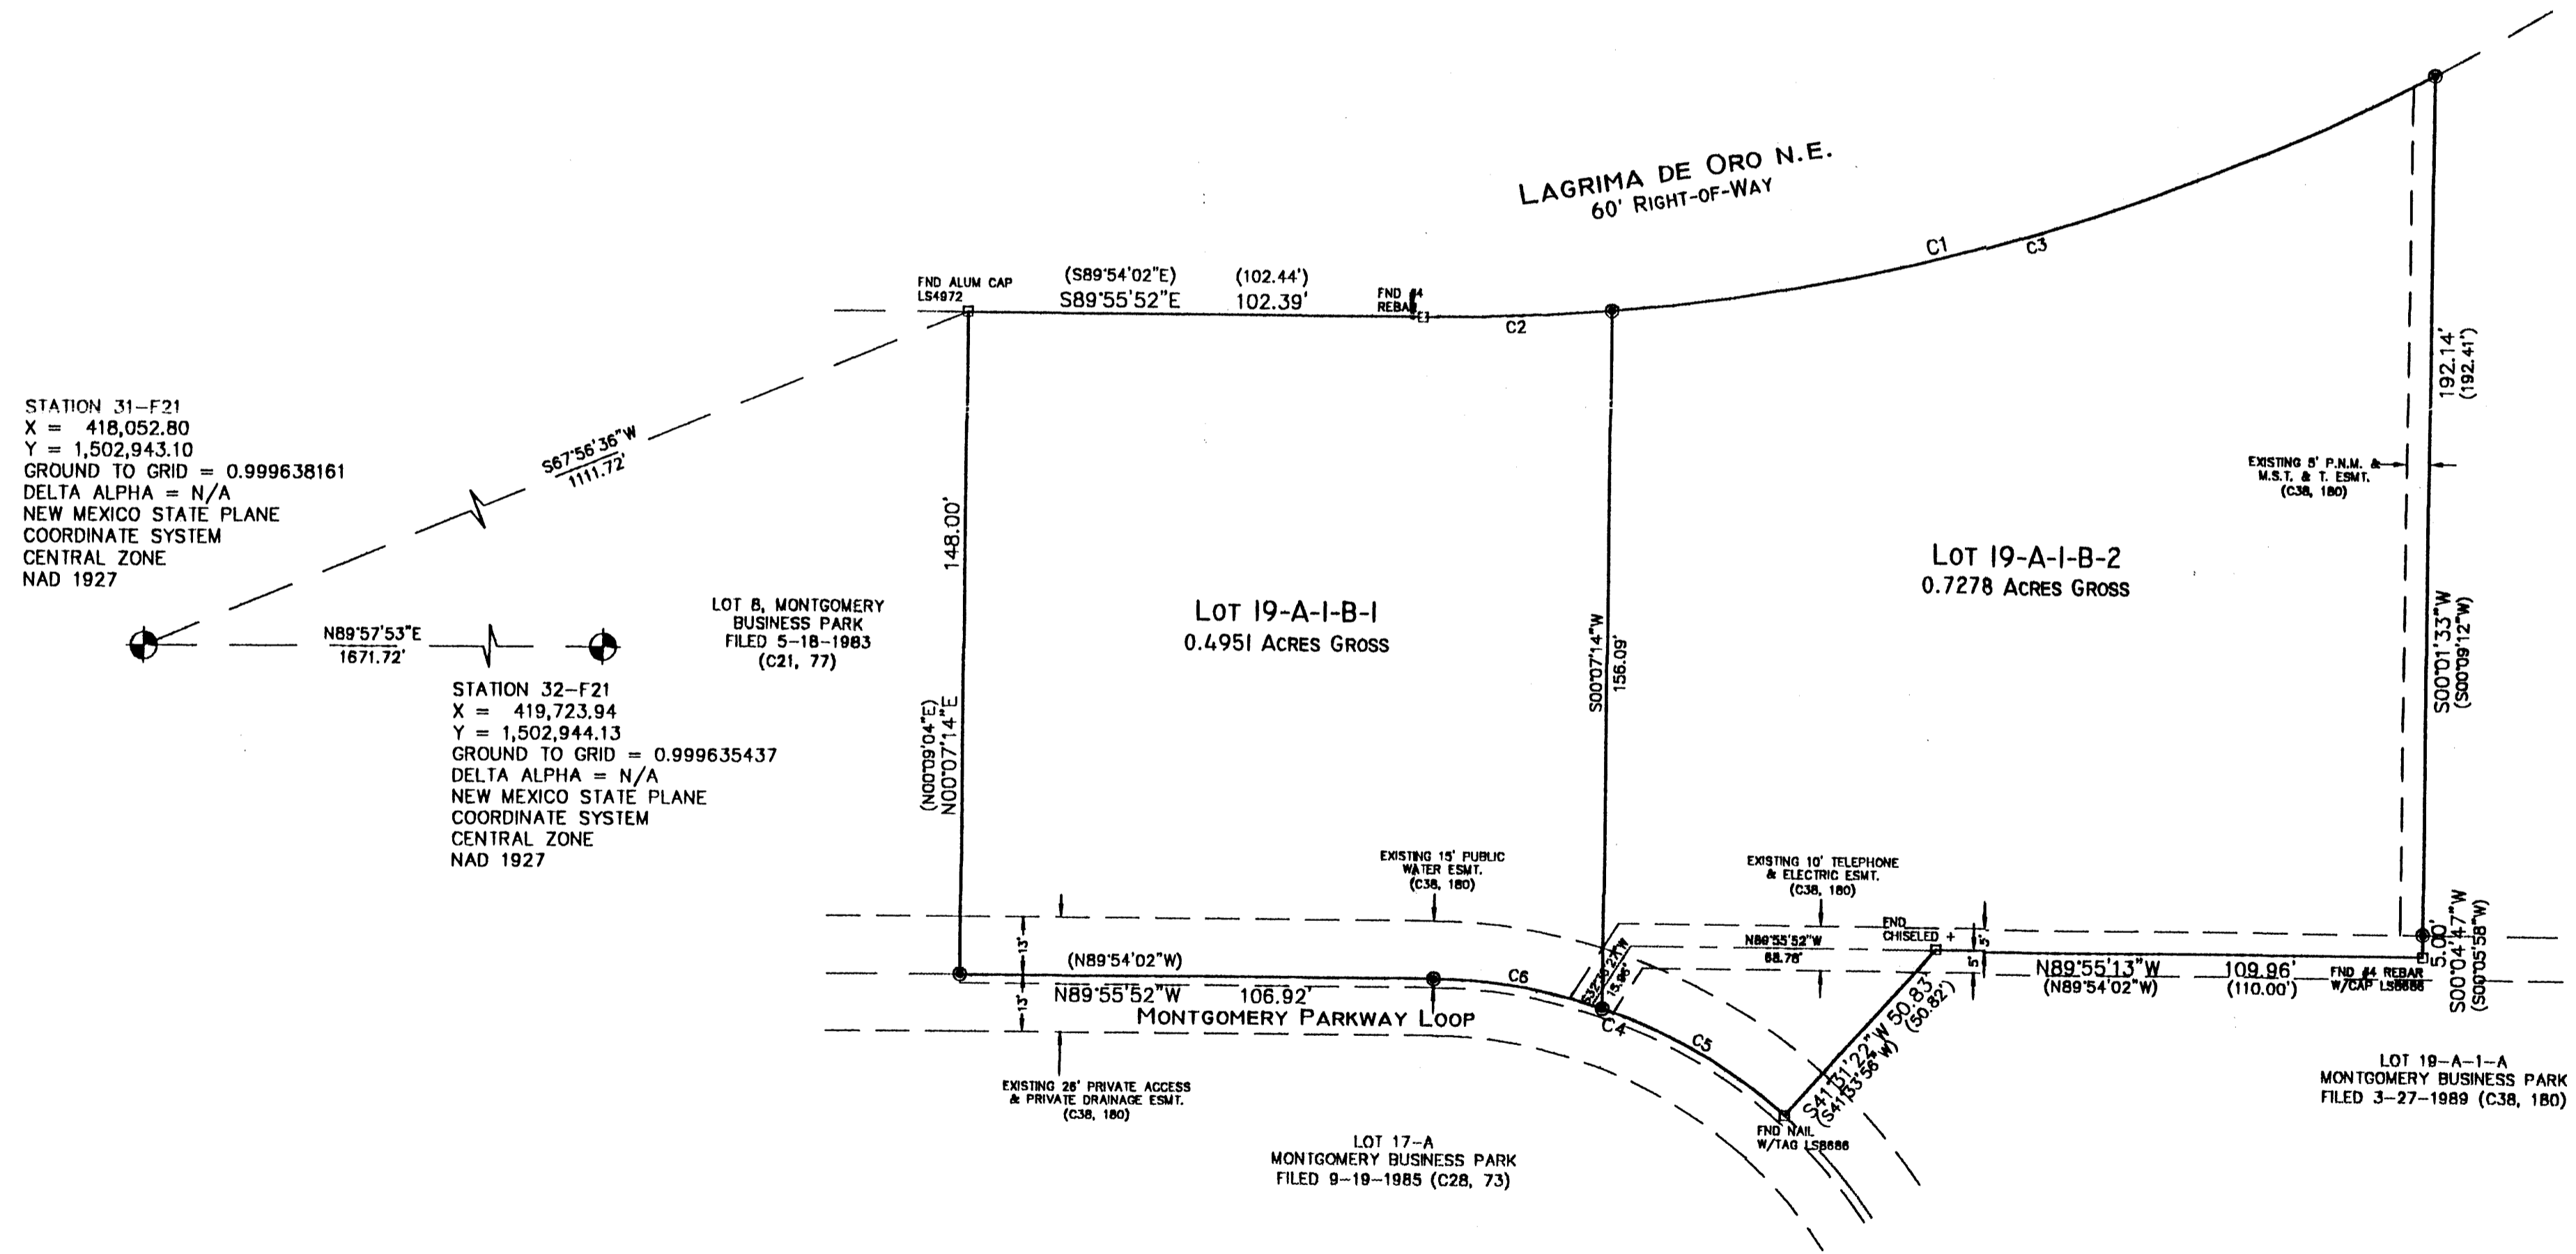 LAGRIMA DE ORO N.E.
60' RIGHT-OF-WAY
C1
C3
FND ALUM CAP
LS4972
(S89°54'02"E) (102.44')
S89°55'52"E 102.39'
FND #4
REBAR
C2
192.14'
(192.41')
STATION 31-F21
X = 418,052.80
Y = 1,502,943.10
GROUND TO GRID = 0.999638161
DELTA ALPHA = N/A
NEW MEXICO STATE PLANE
COORDINATE SYSTEM
CENTRAL ZONE
NAD 1927
S67°56'36"W
1111.72'
148.00'
EXISTING 5' P.N.M. &
M.S.T. & T. ESMT.
(C38, 180)
LOT 19-A-1-B-2
0.7278 ACRES GROSS
LOT 8, MONTGOMERY
BUSINESS PARK
FILED 5-18-1983
(C21, 77)
LOT 19-A-1-B-1
0.4951 ACRES GROSS
N89°57'53"E
1671.72'
S00°07'14"W
156.09'
S00°01'33"W
(S00°09'12"W)
STATION 32-F21
X = 419,723.94
Y = 1,502,944.13
GROUND TO GRID = 0.999635437
DELTA ALPHA = N/A
NEW MEXICO STATE PLANE
COORDINATE SYSTEM
CENTRAL ZONE
NAD 1927
(N00°09'04"E)
N00°07'14"E
EXISTING 15' PUBLIC
WATER ESMT.
(C38, 180)
EXISTING 10' TELEPHONE
& ELECTRIC ESMT.
(C38, 180)
FND
CHISELED +
N89°55'52"W
68.78'
13'
13'
5'
5'
(N89°54'02"W)
N89°55'52"W 106.92'
C6
15.96'
MONTGOMERY PARKWAY LOOP
C4
C5
N89°55'13"W 109.96'
(N89°54'02"W) (110.00')
FND #4 REBAR
W/CAP LS8686
5.00'
S00°04'47"W
(S00°05'58"W)
S41°31'22"W 50.83'
(S41°33'56"W) (50.82')
EXISTING 26' PRIVATE ACCESS
& PRIVATE DRAINAGE ESMT.
(C38, 180)
FND NAIL
W/TAG LS8686
LOT 19-A-1-A
MONTGOMERY BUSINESS PARK
FILED 3-27-1989 (C38, 180)
LOT 17-A
MONTGOMERY BUSINESS PARK
FILED 9-19-1985 (C28, 73)